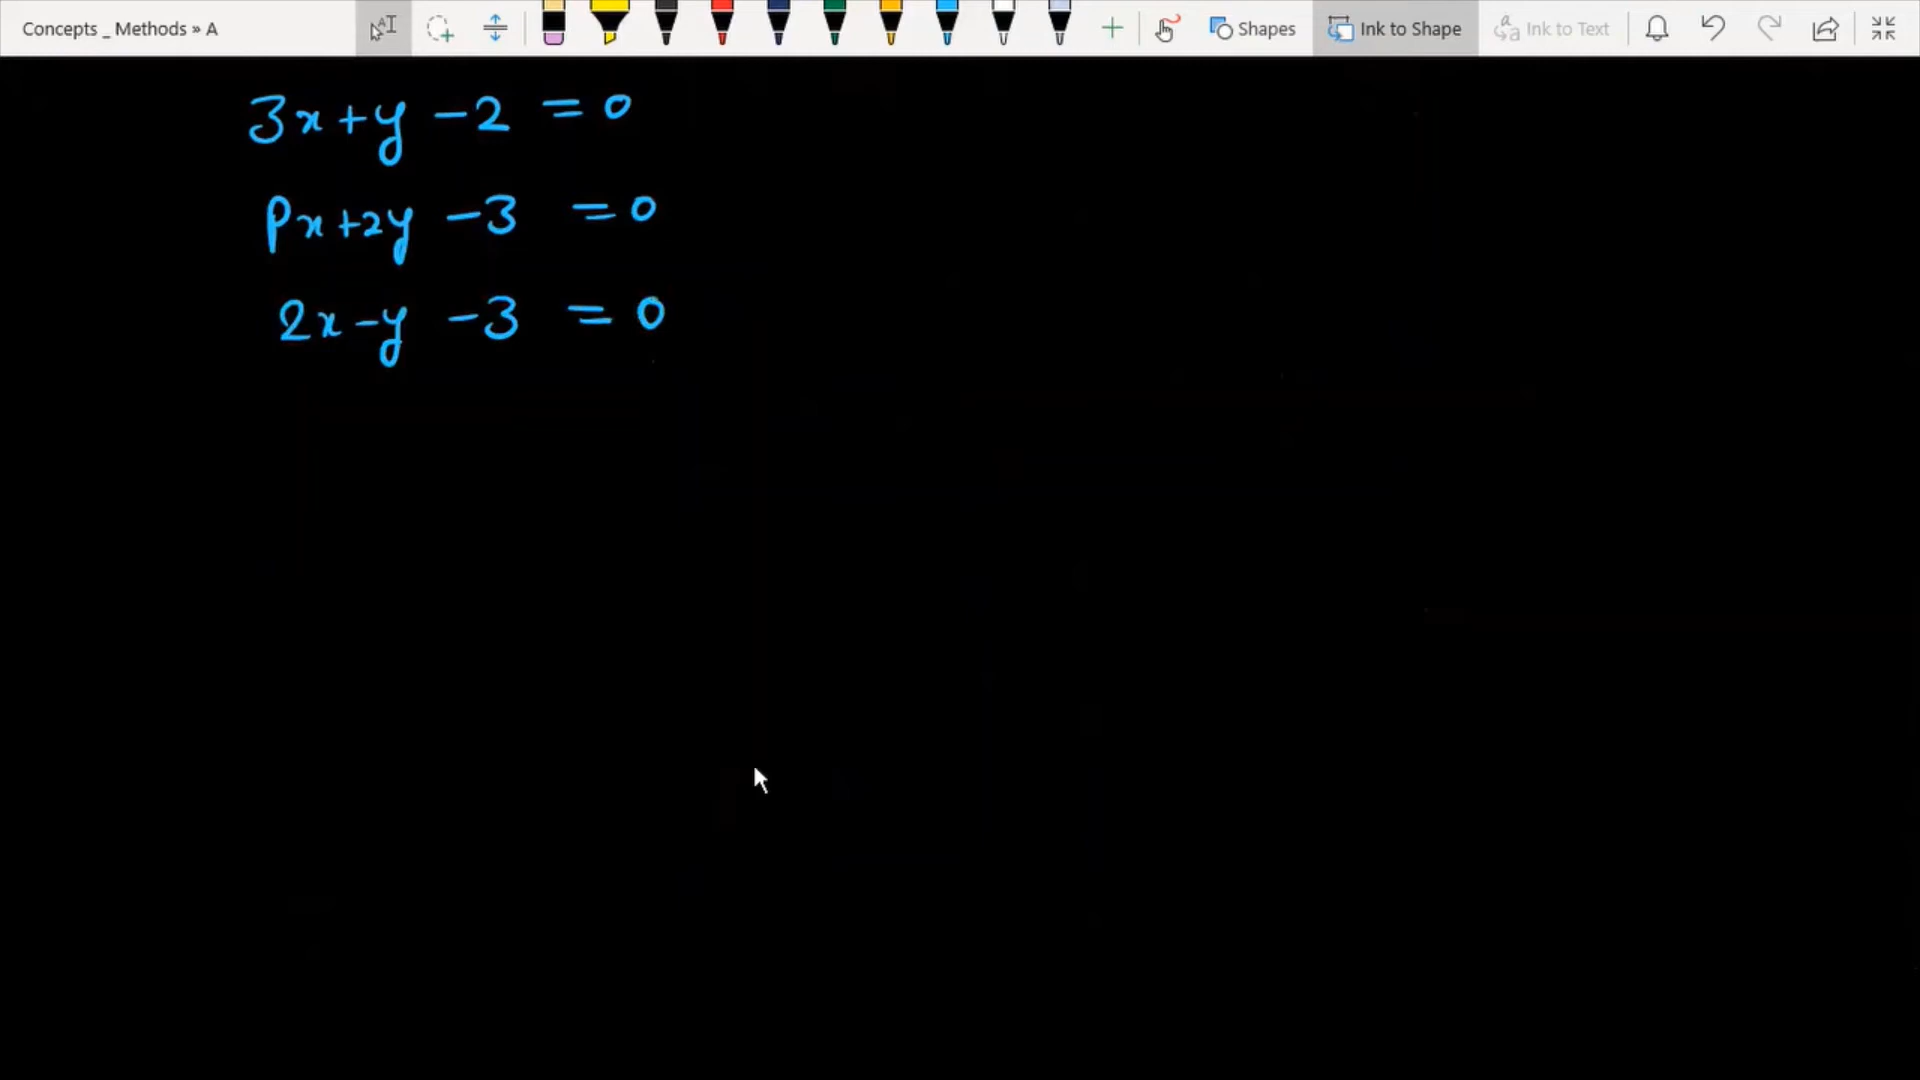 Concepts _ Methods » A
Shapes
Ink to Shape
Ink to Text
3x+y -2 = 0
px+2y -3 = 0
2x-y -3 = 0